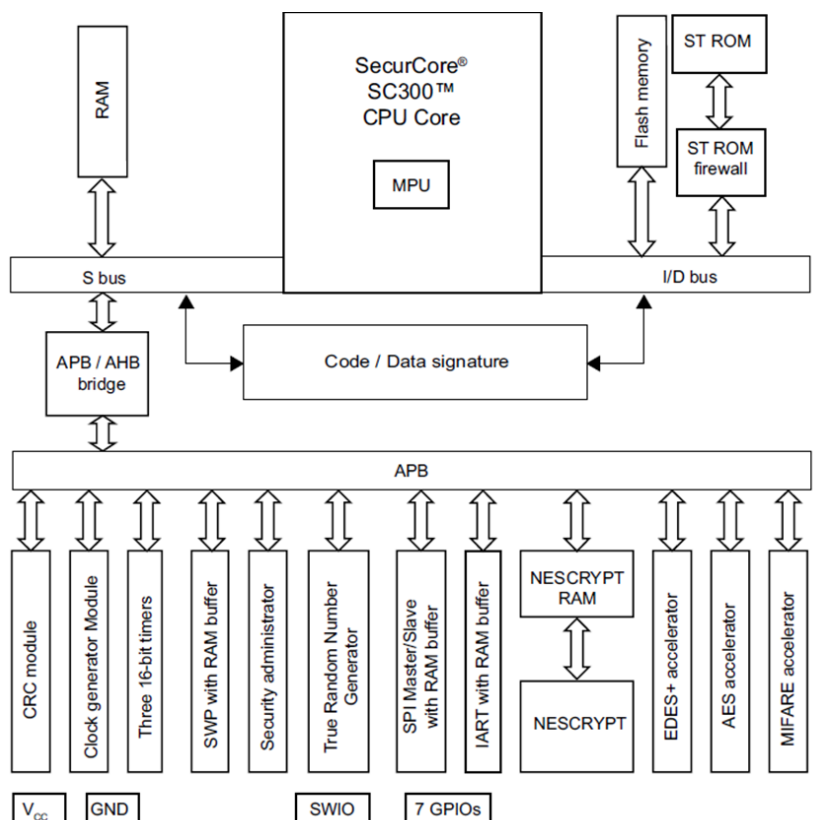 RAM
SecurCore®
SC300™
CPU Core
MPU
Flash memory
ST ROM
ST ROM
firewall
S bus
I/D bus
APB / AHB
bridge
Code / Data signature
APB
CRC module
Clock generator Module
Three 16-bit timers
SWP with RAM buffer
Security administrator
True Random Number
Generator
SPI Master/Slave
with RAM buffer
IART with RAM buffer
NESCRYPT
RAM
NESCRYPT
EDES+ accelerator
AES accelerator
MIFARE accelerator
VCC
GND
SWIO
7 GPIOs